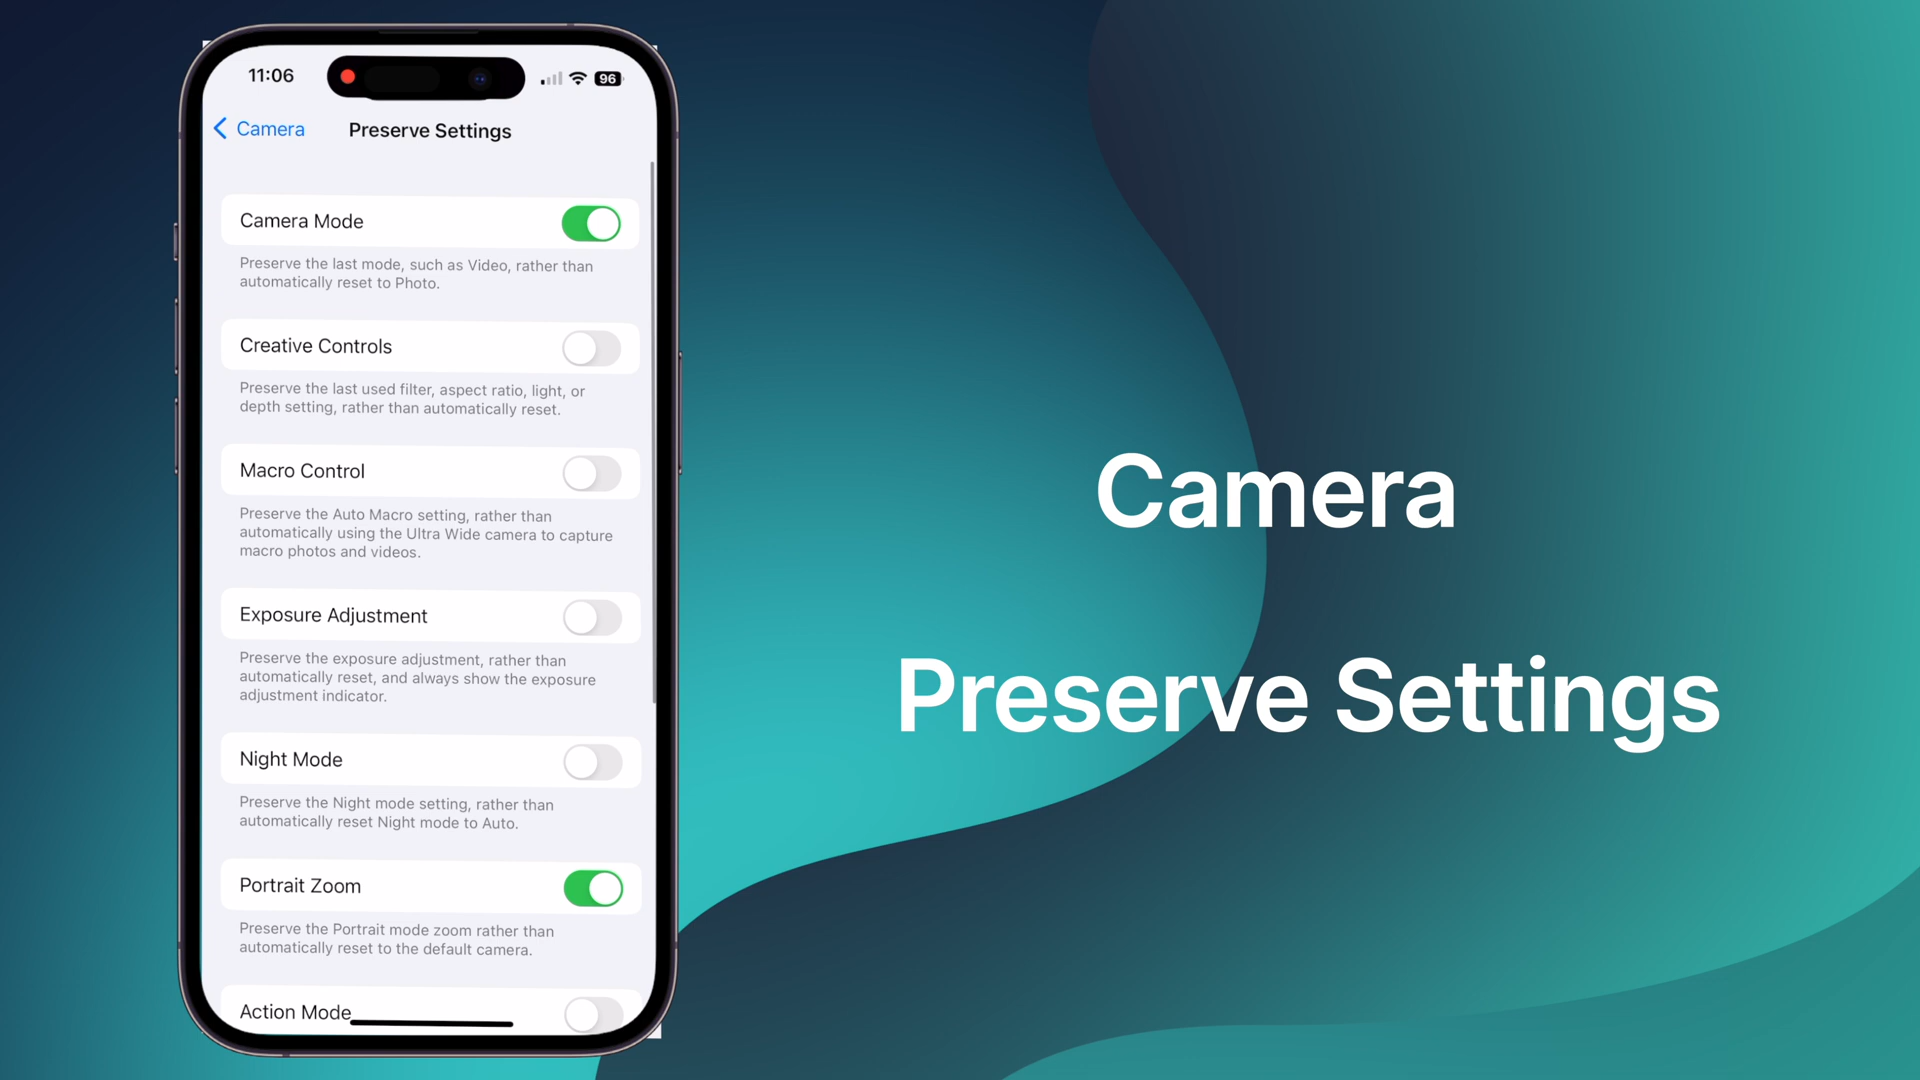 11:06
96
Camera
Preserve Settings
Camera Mode
Preserve the last mode, such as Video, rather than
automatically reset to Photo.
Creative Controls
Preserve the last used filter, aspect ratio, light, or
depth setting, rather than automatically reset.
Macro Control
Preserve the Auto Macro setting, rather than
automatically using the Ultra Wide camera to capture
macro photos and videos.
Exposure Adjustment
Preserve the exposure adjustment, rather than
automatically reset, and always show the exposure
adjustment indicator.
Night Mode
Preserve the Night mode setting, rather than
automatically reset Night mode to Auto.
Portrait Zoom
Preserve the Portrait mode zoom rather than
automatically reset to the default camera.
Action Mode
Camera
Preserve Settings